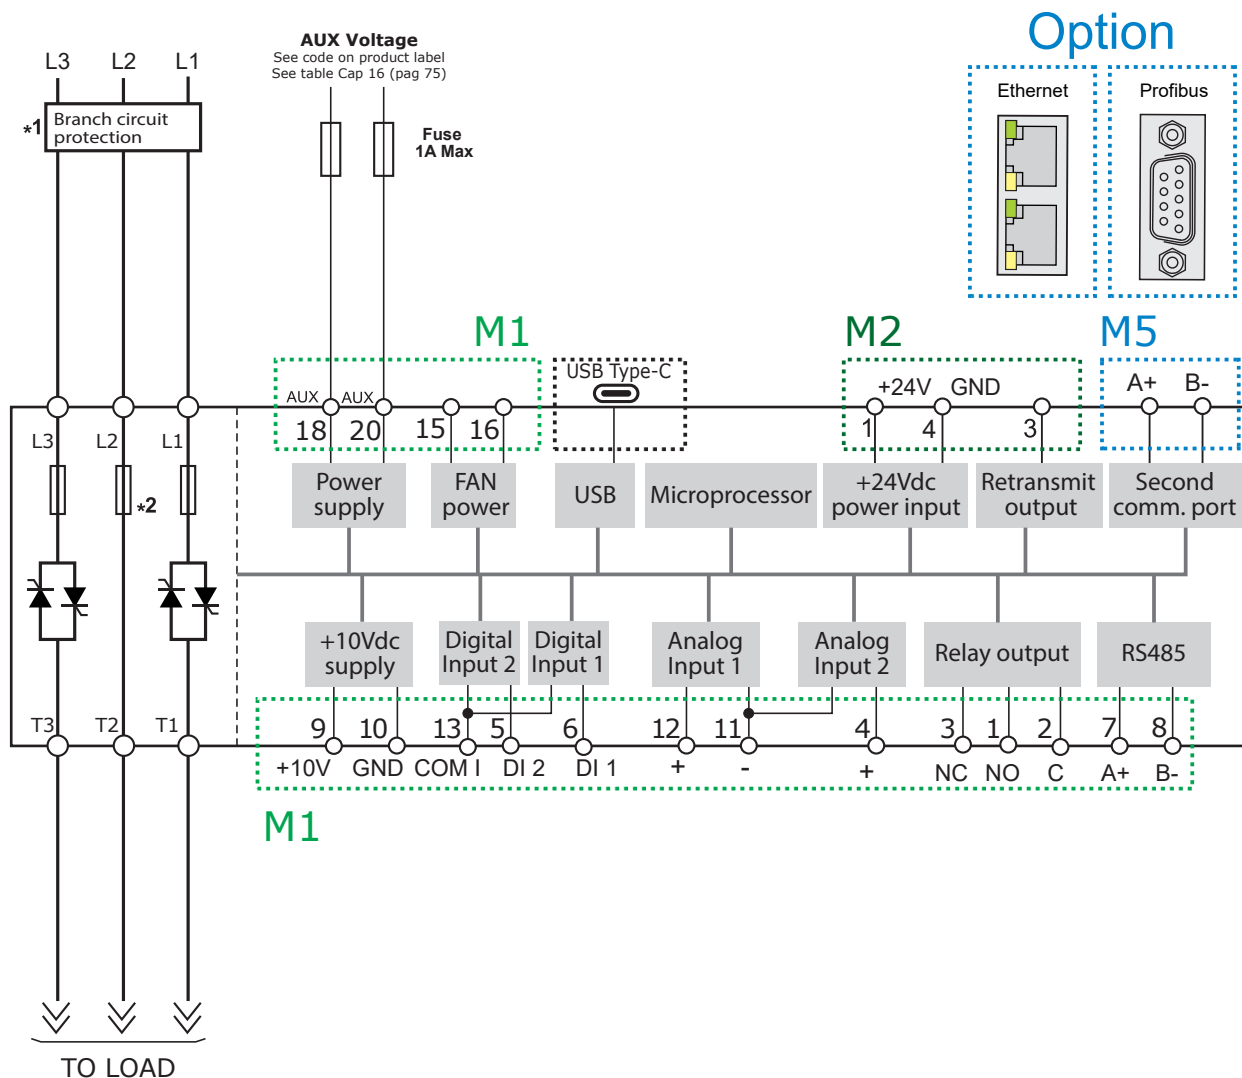 Option
AUX Voltage
See code on product label
See table Cap 16 (pag 75)
L3 L2 L1
Ethernet Profibus
*1 Branch circuit
protection
Fuse
1A Max
M1 M2 M5
USB Type-C
+24V GND
A+ B-
AUX AUX
18 20 15 16
1 4 3
L3 L2 L1
*2
Power
supply
FAN
power
USB
Microprocessor
+24Vdc
power input
Retransmit
output
Second
comm. port
+10Vdc
supply
Digital
Input 2
Digital
Input 1
Analog
Input 1
Analog
Input 2
Relay output
RS485
T3 T2 T1
9 10 13 5 6 12 11 4 3 1 2 7 8
+10V GND COM I DI 2 DI 1 + - + NC NO C A+ B-
M1
TO LOAD